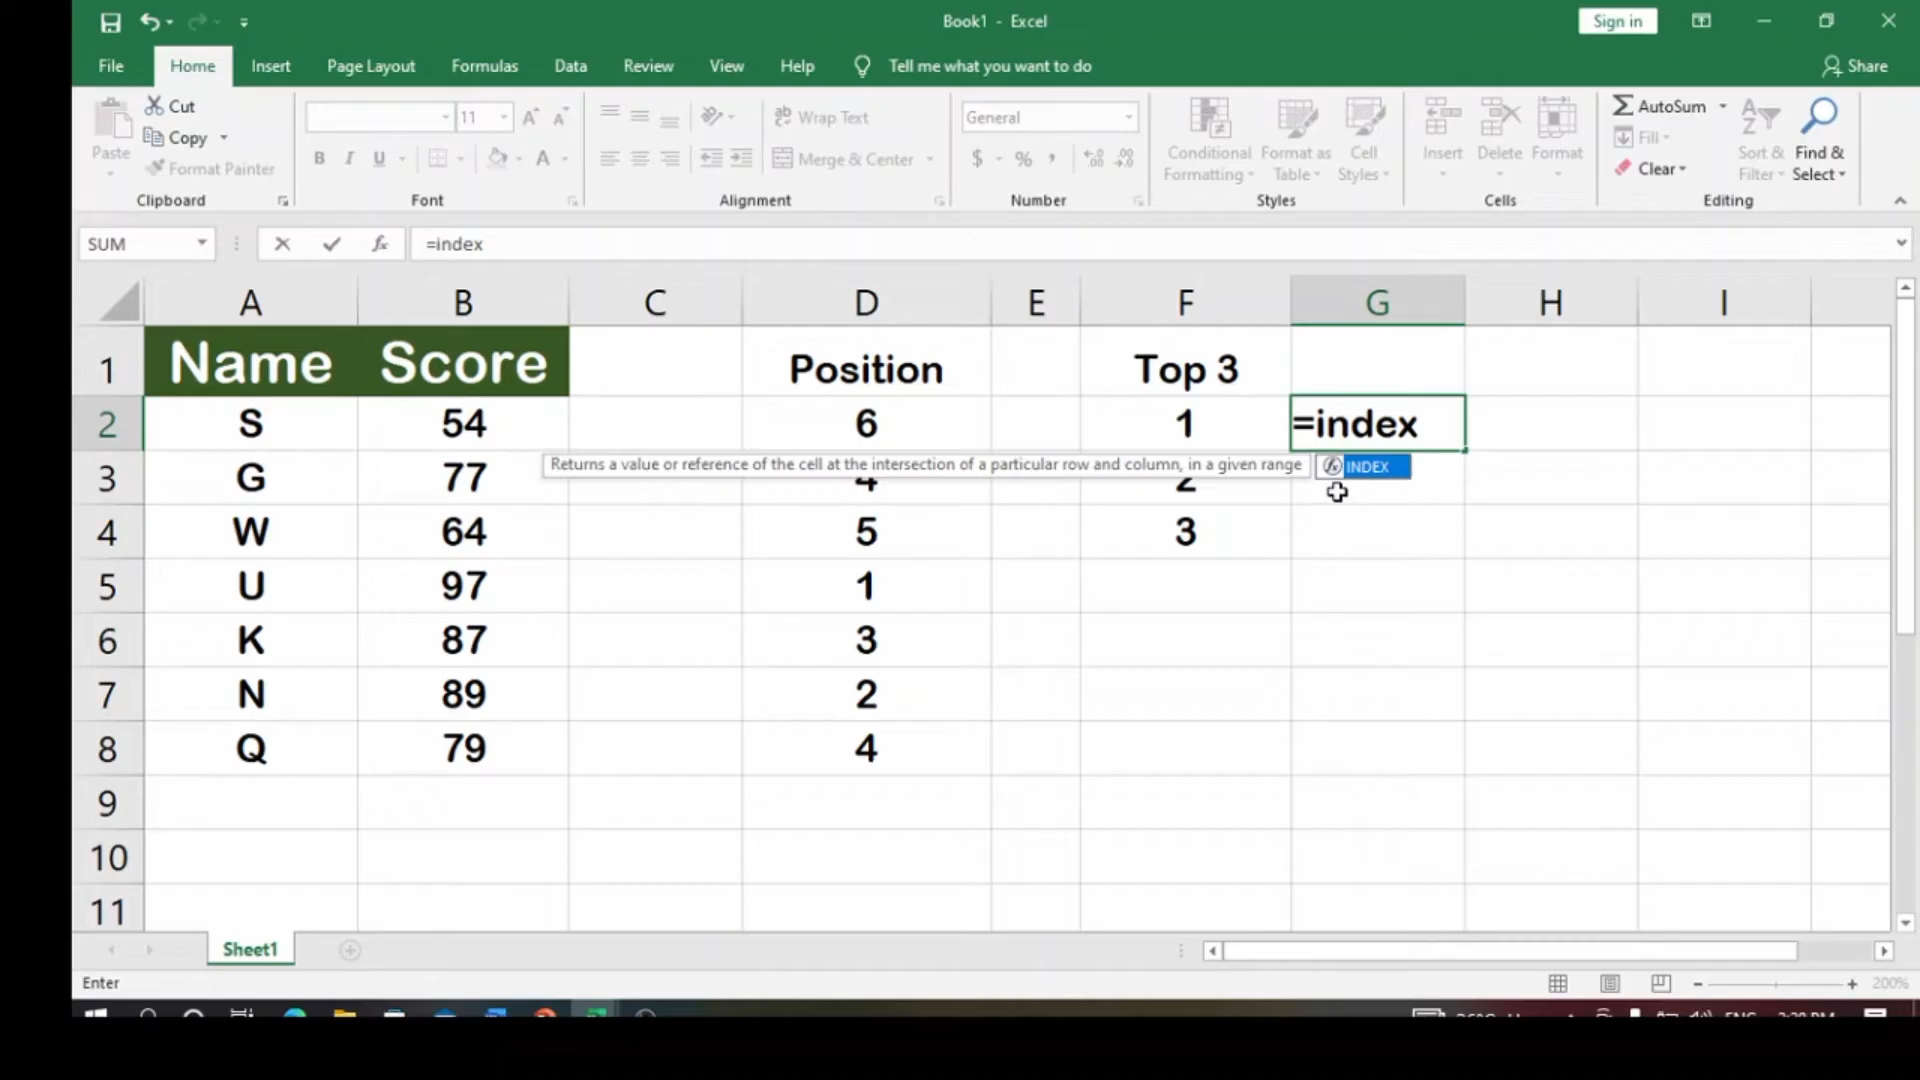 Book1 - Excel
Sign in
File Home Insert Page Layout Formulas Data Review View Help Tell me what you want to do
Share
Paste
Cut
Copy
Format Painter
Clipboard
11
B I U A
Font
Wrap Text
Merge & Center
Alignment
General
$ % ,
Number
Conditional Formatting
Format as Table
Cell Styles
Styles
Insert Delete Format
Cells
AutoSum
Fill
Clear
Sort & Filter
Find & Select
Editing
SUM
fx
=index
A B C D E F G H I
1 Name Score Position Top 3
2 S 54 6 1 =index
Returns a value or reference of the cell at the intersection of a particular row and column, in a given range
INDEX
3 G 77 4 2
4 W 64 5 3
5 U 97 1
6 K 87 3
7 N 89 2
8 Q 79 4
9
10
11
Sheet1
Enter
200%